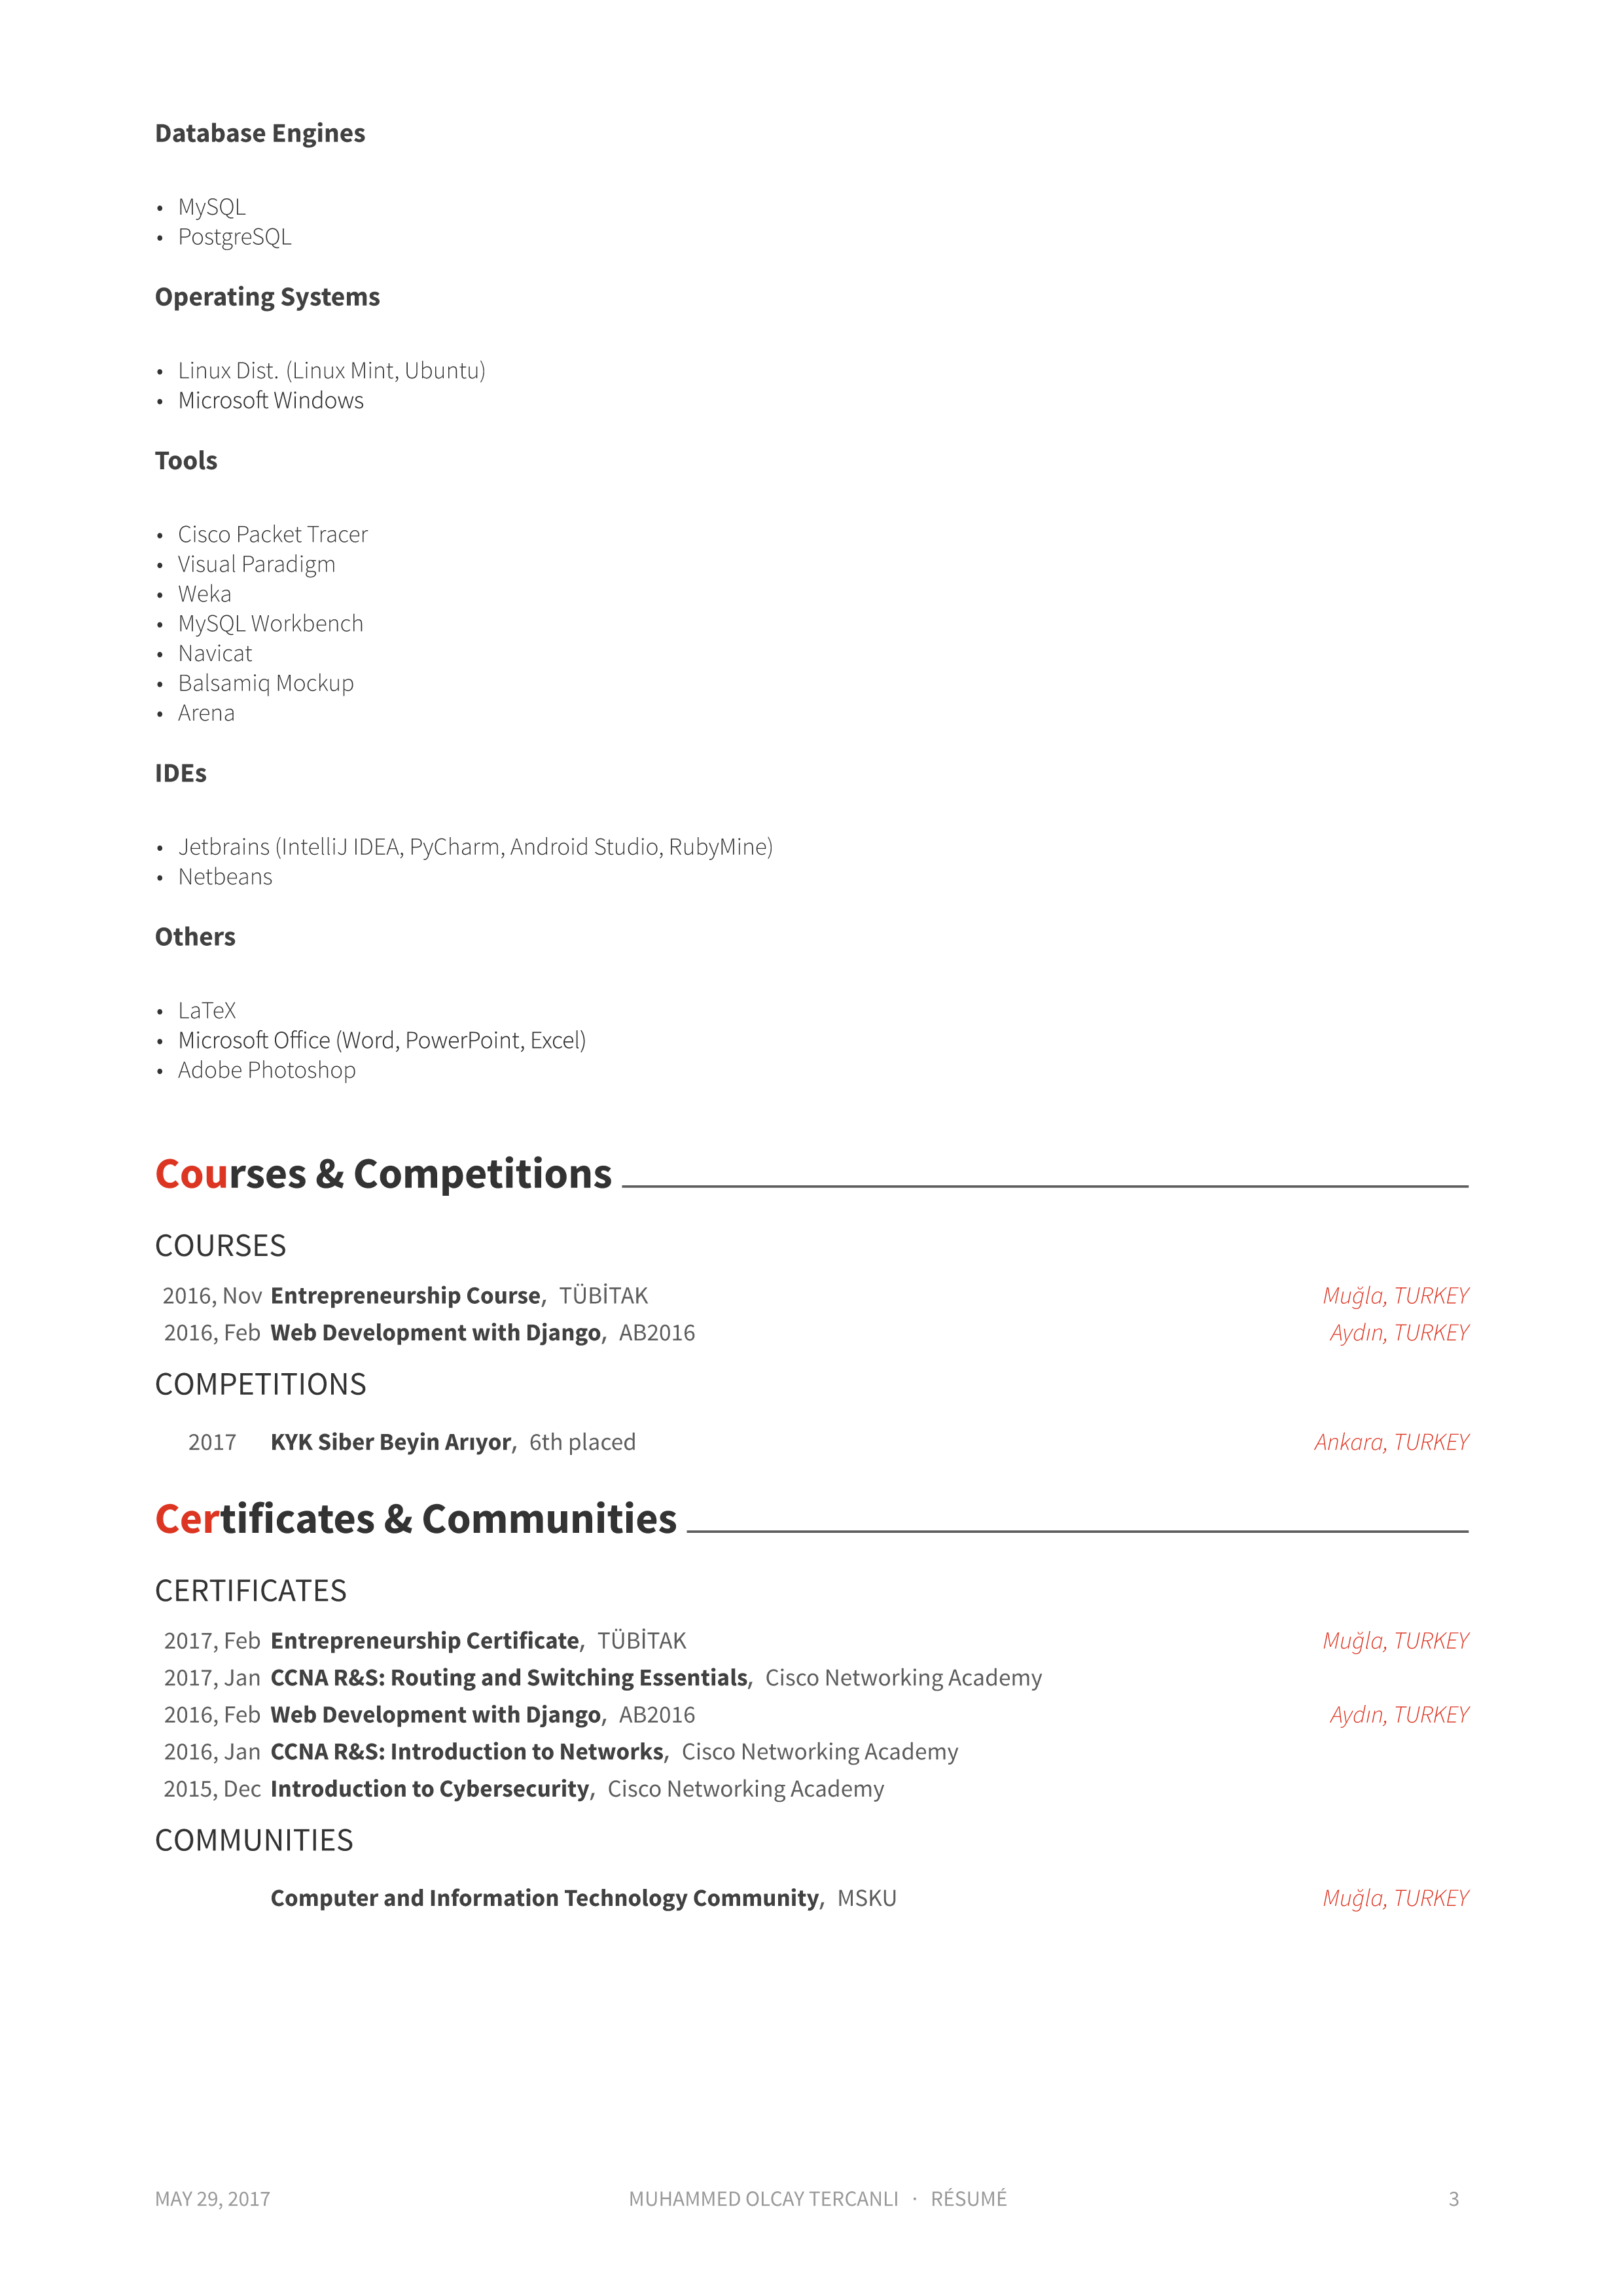 Database Engines
• MySQL
• PostgreSQL
Operating Systems
• Linux Dist. (Linux Mint, Ubuntu)
• Microsoft Windows
Tools
• Cisco Packet Tracer
• Visual Paradigm
• Weka
• MySQL Workbench
• Navicat
• Balsamiq Mockup
• Arena
IDEs
• Jetbrains (IntelliJ IDEA, PyCharm, Android Studio, RubyMine)
• Netbeans
Others
• LaTeX
• Microsoft Office (Word, PowerPoint, Excel)
• Adobe Photoshop
Courses & Competitions
COURSES
2016, Nov Entrepreneurship Course, TÜBİTAK Muğla, TURKEY
2016, Feb Web Development with Django, AB2016 Aydın, TURKEY
COMPETITIONS
2017 KYK Siber Beyin Arıyor, 6th placed Ankara, TURKEY
Certificates & Communities
CERTIFICATES
2017, Feb Entrepreneurship Certificate, TÜBİTAK Muğla, TURKEY
2017, Jan CCNA R&S: Routing and Switching Essentials, Cisco Networking Academy
2016, Feb Web Development with Django, AB2016 Aydın, TURKEY
2016, Jan CCNA R&S: Introduction to Networks, Cisco Networking Academy
2015, Dec Introduction to Cybersecurity, Cisco Networking Academy
COMMUNITIES
Computer and Information Technology Community, MSKU Muğla, TURKEY
MAY 29, 2017 MUHAMMED OLCAY TERCANLI · RÉSUMÉ 3